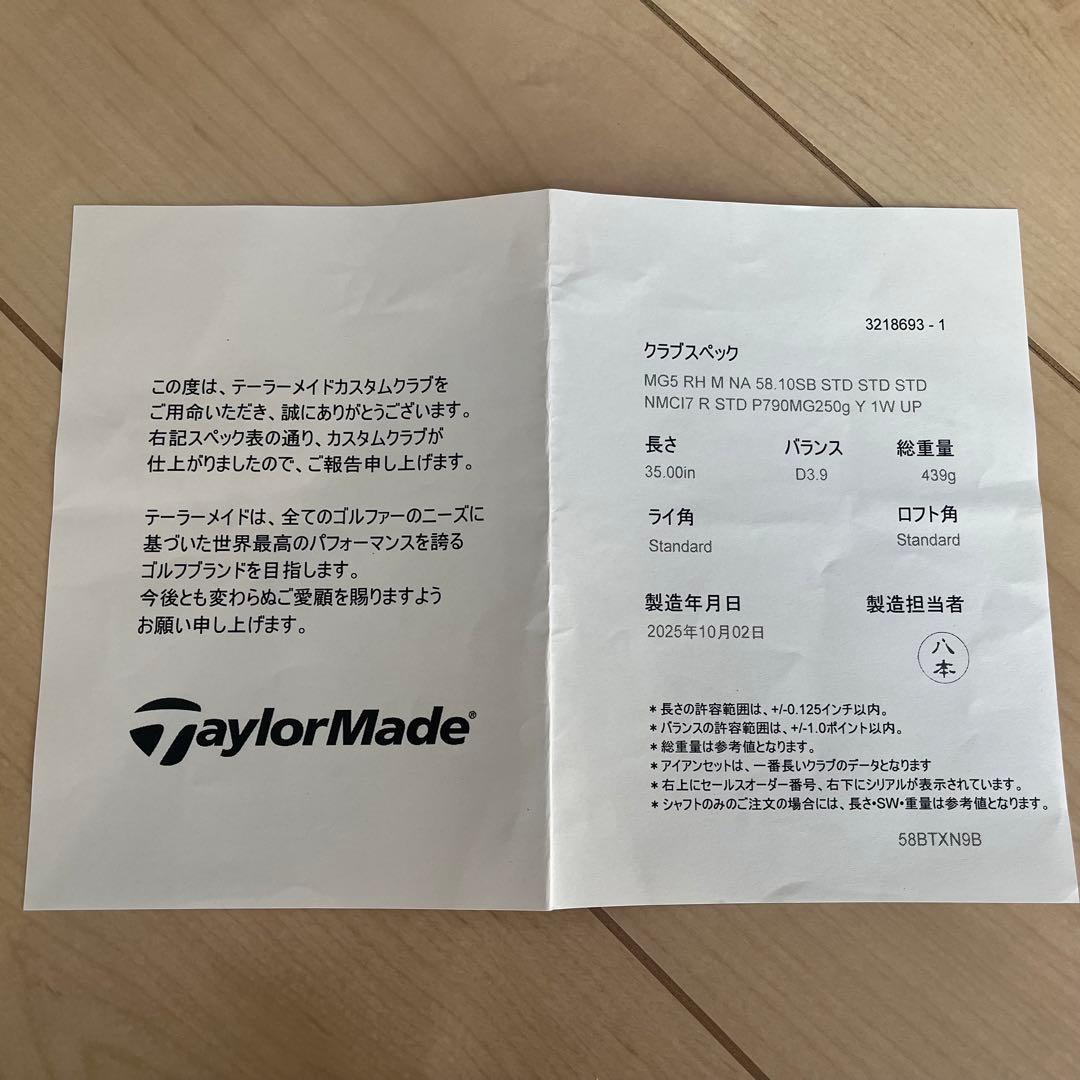 この度は、テーラーメイドカスタムクラブを
ご用命いただき、誠にありがとうございます。
右記スペック表の通り、カスタムクラブが
仕上がりましたので、ご報告申し上げます。
テーラーメイドは、全てのゴルファーのニーズに
基づいた世界最高のパフォーマンスを誇る
ゴルフブランドを目指します。
今後とも変わらぬご愛顧を賜りますよう
お願い申し上げます。
TaylorMade®
3218693 - 1
クラブスペック
MG5 RH M NA 58.10SB STD STD STD
NMCI7 R STD P790MG250g Y 1W UP
長さ バランス 総重量
35.00in D3.9 439g
ライ角 ロフト角
Standard Standard
製造年月日 製造担当者
2025年10月02日
八本
*長さの許容範囲は、+/-0.125インチ以内。
*バランスの許容範囲は、+/-1.0ポイント以内。
*総重量は参考値となります。
*アイアンセットは、一番長いクラブのデータとなります
*右上にセールスオーダー番号、右下にシリアルが表示されています。
*シャフトのみのご注文の場合には、長さ・SW・重量は参考値となります。
58BTXN9B